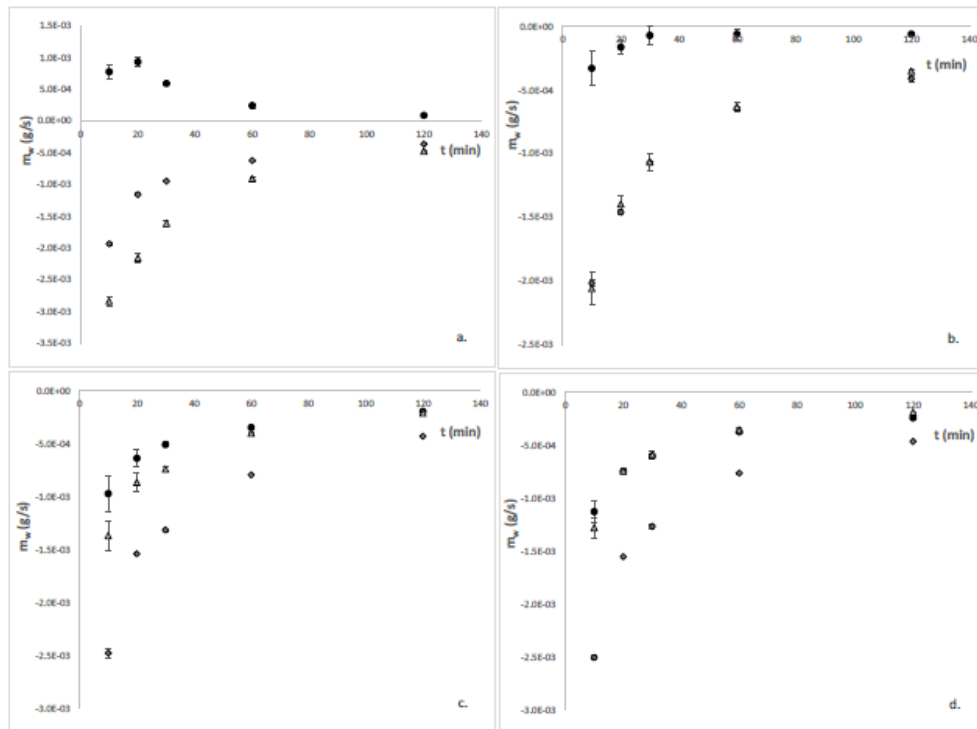 1.5E-03
1.0E-03
5.0E-04
0.0E+00
-5.0E-04
-1.0E-03
-1.5E-03
-2.0E-03
-2.5E-03
-3.0E-03
-3.5E-03
0 20 40 60 80 100 120 140
t (min)
mw (g/s)
a.
0.0E+00
-5.0E-04
-1.0E-03
-1.5E-03
-2.0E-03
-2.5E-03
0 20 40 60 80 100 120 140
t (min)
mw (g/s)
b.
0.0E+00
-5.0E-04
-1.0E-03
-1.5E-03
-2.0E-03
-2.5E-03
-3.0E-03
0 20 40 60 80 100 120 140
t (min)
mw (g/s)
c.
0.0E+00
-5.0E-04
-1.0E-03
-1.5E-03
-2.0E-03
-2.5E-03
-3.0E-03
0 20 40 60 80 100 120 140
t (min)
mw (g/s)
d.